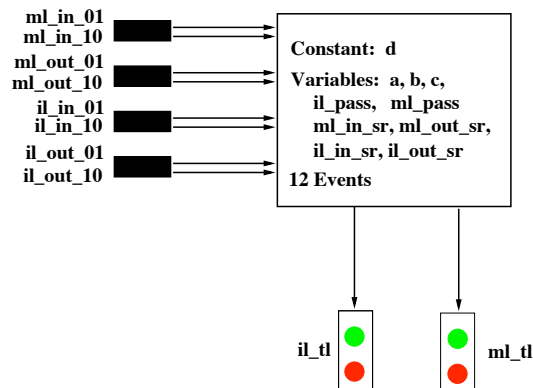 ml_in_01
ml_in_10
ml_out_01
ml_out_10
il_in_01
il_in_10
il_out_01
il_out_10
Constant: d
Variables: a, b, c,
il_pass, ml_pass
ml_in_sr, ml_out_sr,
il_in_sr, il_out_sr
12 Events
il_tl
ml_tl